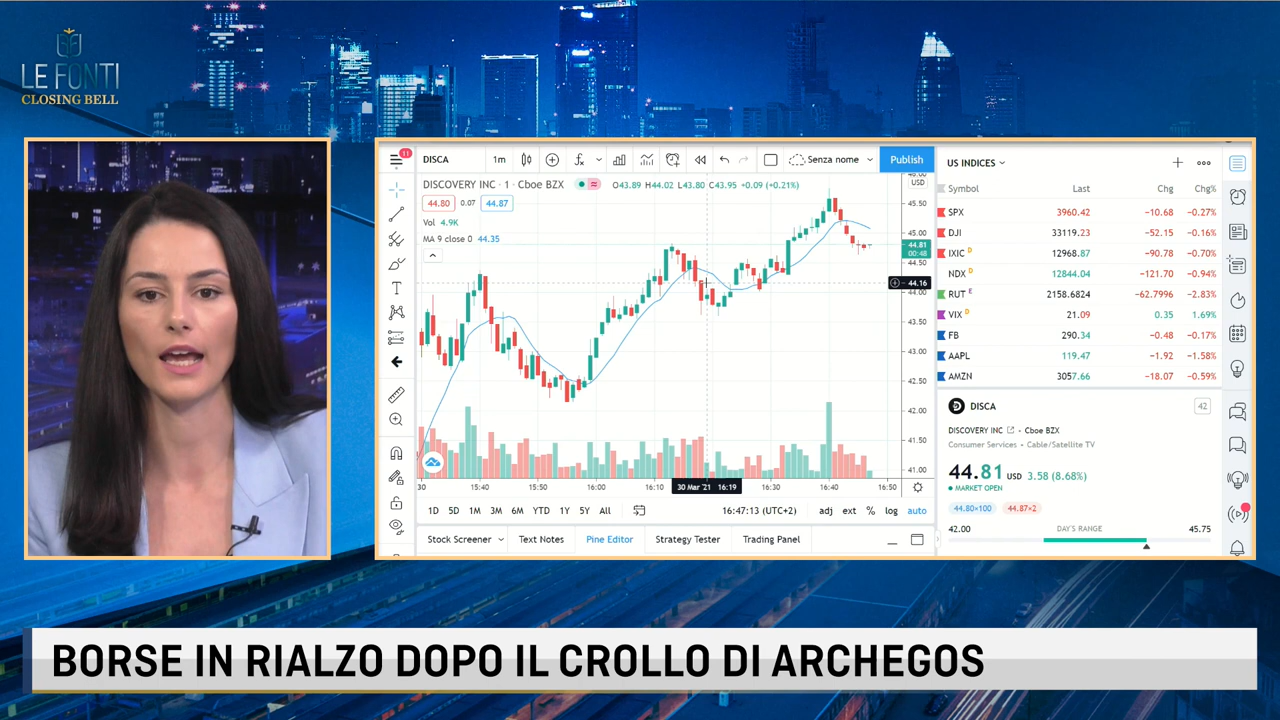 LE FONTI
CLOSING BELL
11
DISCA
1m
Senza nome
Publish
DISCOVERY INC · 1 · Cboe BZX
O43.89 H44.02 L43.80 C43.95 +0.09 (+0.21%)
44.80
0.07
44.87
Vol 4.9K
MA 9 close 0 44.35
USD
45.50
45.00
44.81
00:48
44.50
44.16
44.00
43.50
43.00
42.50
42.00
41.50
41.00
:30
15:40
15:50
16:00
16:10
30 Mar '21 16:19
16:30
16:40
16:50
1D 5D 1M 3M 6M YTD 1Y 5Y All
16:47:13 (UTC+2)
adj ext % log auto
Stock Screener
Text Notes
Pine Editor
Strategy Tester
Trading Panel
US INDICES
Symbol Last Chg Chg%
SPX 3960.42 −10.68 −0.27%
DJI 33119.23 −52.15 −0.16%
IXIC D 12968.87 −90.78 −0.70%
NDX D 12844.04 −121.70 −0.94%
RUT E 2158.6824 −62.7996 −2.83%
VIX D 21.09 0.35 1.69%
FB 290.34 −0.48 −0.17%
AAPL 119.47 −1.92 −1.58%
AMZN 3057.66 −18.07 −0.59%
DISCA
42
DISCOVERY INC · Cboe BZX
Consumer Services · Cable/Satellite TV
44.81 USD 3.58 (8.68%)
MARKET OPEN
44.80×100
44.87×2
42.00 DAY'S RANGE 45.75
BORSE IN RIALZO DOPO IL CROLLO DI ARCHEGOS